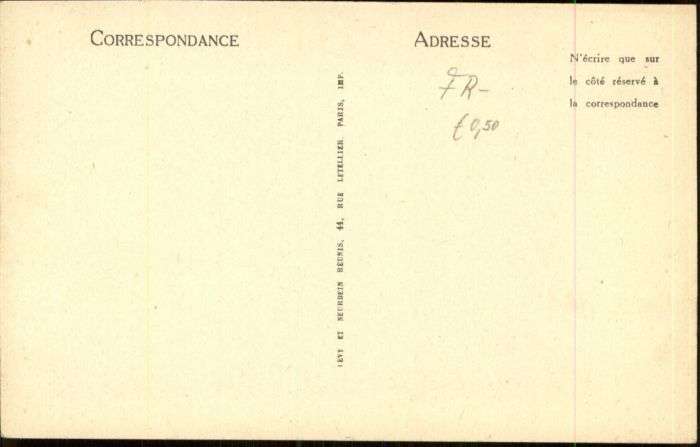 CORRESPONDANCE
ADRESSE
N'écrire que sur
le côté réservé à
la correspondance
FR-
€0,50
LEVY ET NEURDEIN REUNIS, 44, RUE LETELLIER, PARIS, IMP.